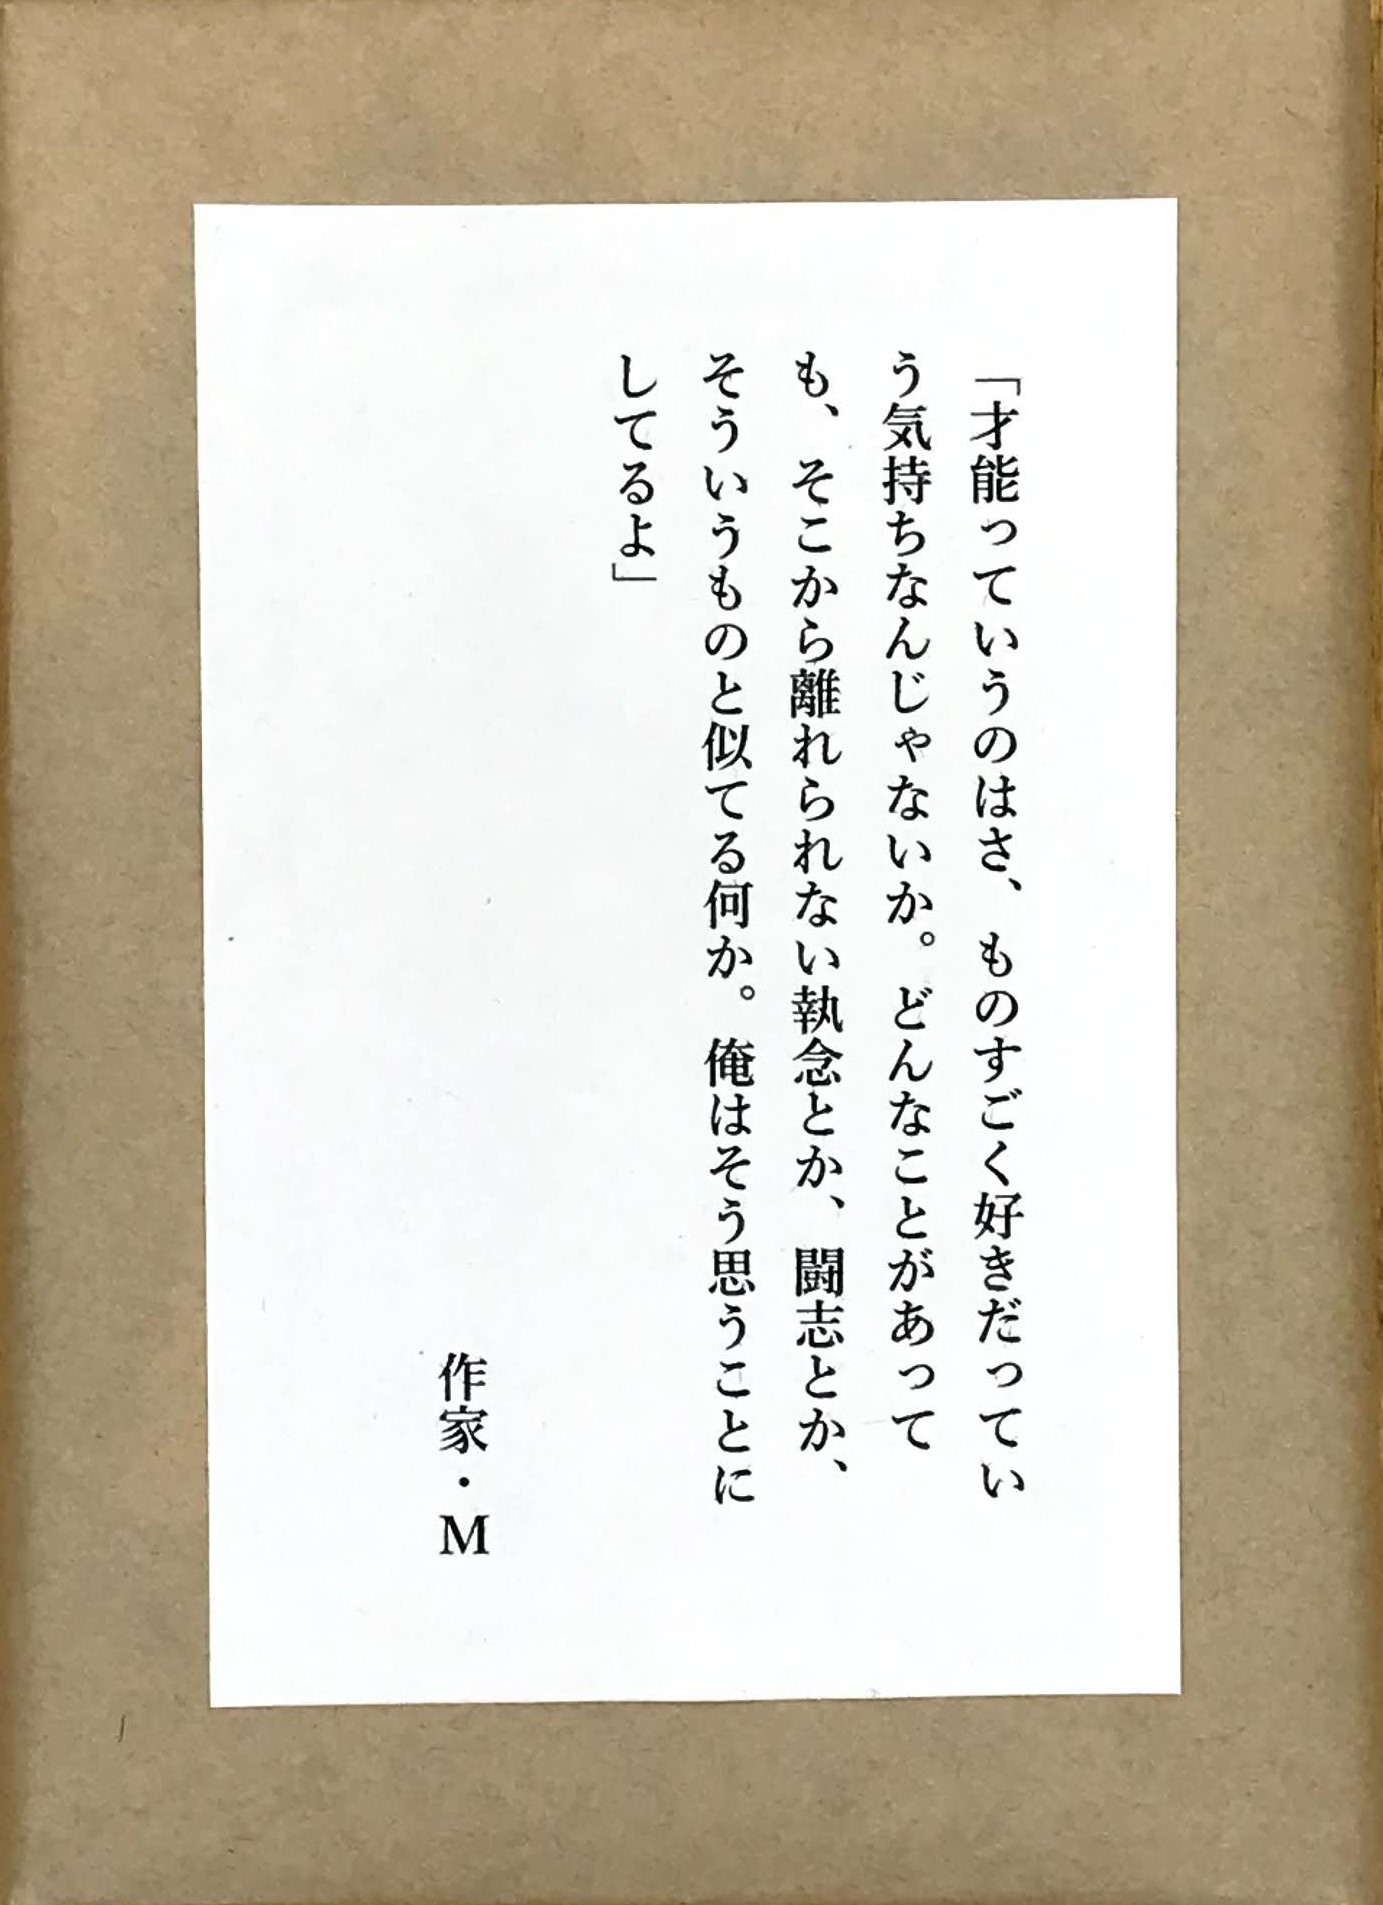 「才能っていうのはさ、ものすごく好きだってい
う気持ちなんじゃないか。どんなことがあって
も、そこから離れられない執念とか、闘志とか、
そういうものと似てる何か。俺はそう思うことに
してるよ」
作家・M